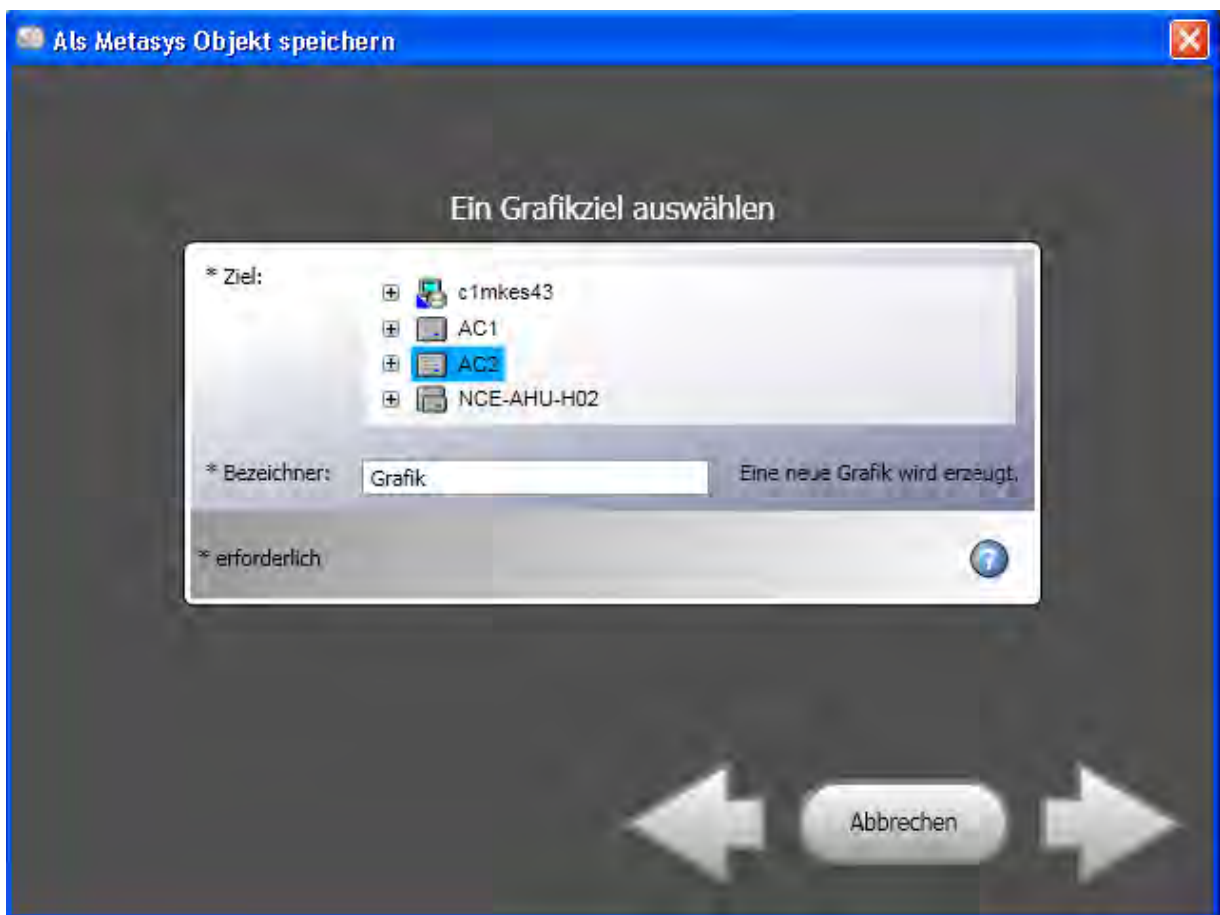 Als Metasys Objekt speichern
Ein Grafikziel auswählen
* Ziel:
c1mkes43
AC1
AC2
NCE-AHU-H02
* Bezeichner:
Grafik
Eine neue Grafik wird erzeugt.
* erforderlich
?
Abbrechen